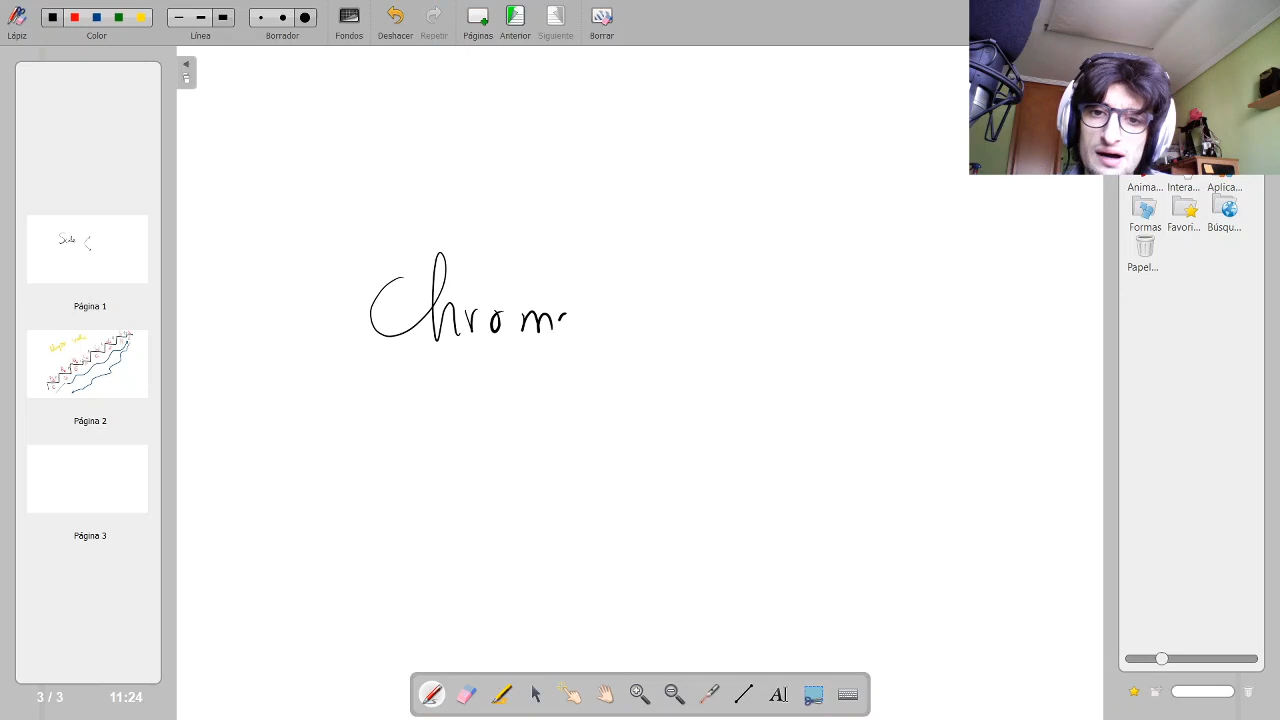 Lápiz Color Línea Borrador Fondos Deshacer Repetir Páginas Anterior Siguiente Borrar
Anima... Intera... Aplica...
Formas Favori... Búsqu...
Papel...
Página 1
Página 2
Página 3
Chrom
3 / 3 11:24